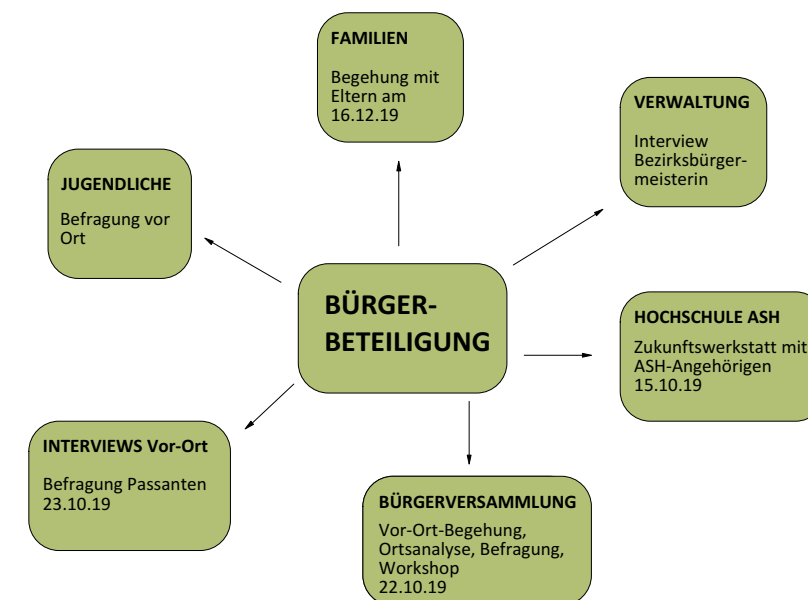 FAMILIEN
Begehung mit
Eltern am
16.12.19
VERWALTUNG
Interview
Bezirksbürger-
meisterin
JUGENDLICHE
Befragung vor
Ort
BÜRGER-
BETEILIGUNG
HOCHSCHULE ASH
Zukunftswerkstatt mit
ASH-Angehörigen
15.10.19
INTERVIEWS Vor-Ort
Befragung Passanten
23.10.19
BÜRGERVERSAMMLUNG
Vor-Ort-Begehung,
Ortsanalyse, Befragung,
Workshop
22.10.19